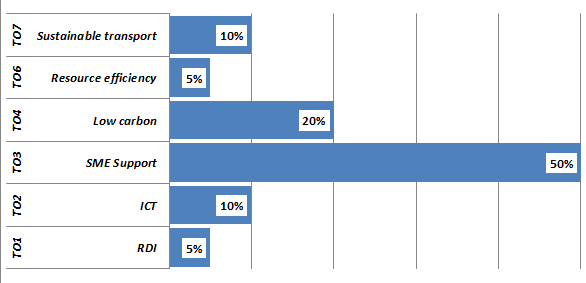 TO7 Sustainable transport 10%
TO6 Resource efficiency 5%
TO4 Low carbon 20%
TO3 SME Support 50%
TO2 ICT 10%
TO1 RDI 5%